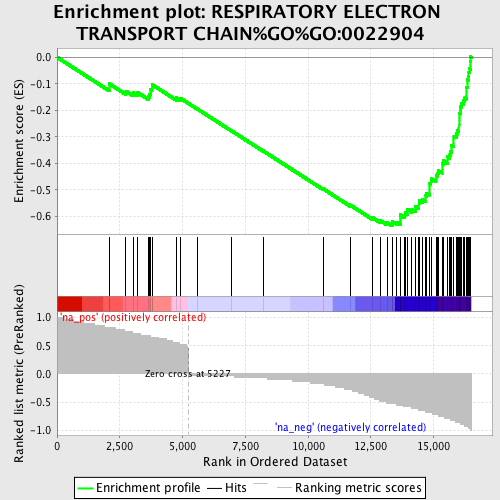 Enrichment plot: RESPIRATORY ELECTRON
TRANSPORT CHAIN%GO%GO:0022904
Enrichment score (ES)
0.0
-0.1
-0.2
-0.3
-0.4
-0.5
-0.6
Ranked list metric (PreRanked)
1.0
0.5
0.0
-0.5
-1.0
'na_pos' (positively correlated)
Zero cross at 5227
'na_neg' (negatively correlated)
0
2,500
5,000
7,500
10,000
12,500
15,000
Rank in Ordered Dataset
Enrichment profile
Hits
Ranking metric scores